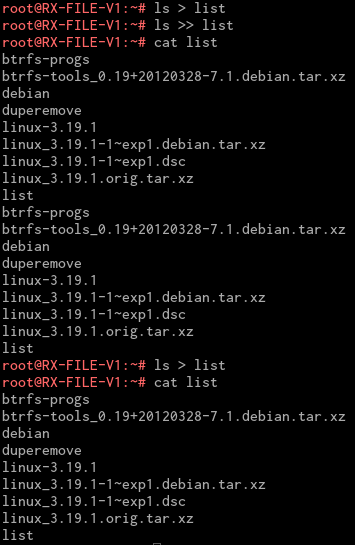 root@RX-FILE-V1:~# ls > list
root@RX-FILE-V1:~# ls >> list
root@RX-FILE-V1:~# cat list
btrfs-progs
btrfs-tools_0.19+20120328-7.1.debian.tar.xz
debian
duperemove
linux-3.19.1
linux_3.19.1-1~exp1.debian.tar.xz
linux_3.19.1-1~exp1.dsc
linux_3.19.1.orig.tar.xz
list
btrfs-progs
btrfs-tools_0.19+20120328-7.1.debian.tar.xz
debian
duperemove
linux-3.19.1
linux_3.19.1-1~exp1.debian.tar.xz
linux_3.19.1-1~exp1.dsc
linux_3.19.1.orig.tar.xz
list
root@RX-FILE-V1:~# ls > list
root@RX-FILE-V1:~# cat list
btrfs-progs
btrfs-tools_0.19+20120328-7.1.debian.tar.xz
debian
duperemove
linux-3.19.1
linux_3.19.1-1~exp1.debian.tar.xz
linux_3.19.1-1~exp1.dsc
linux_3.19.1.orig.tar.xz
list